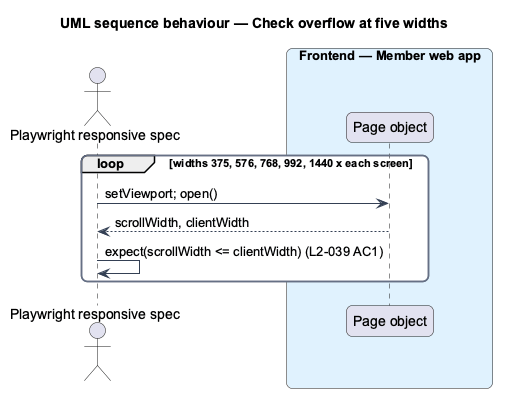 UML sequence behaviour — Check overflow at five widths
Frontend — Member web app
Playwright responsive spec
Page object
loop [widths 375, 576, 768, 992, 1440 x each screen]
setViewport; open()
scrollWidth, clientWidth
expect(scrollWidth <= clientWidth) (L2-039 AC1)
Playwright responsive spec
Page object